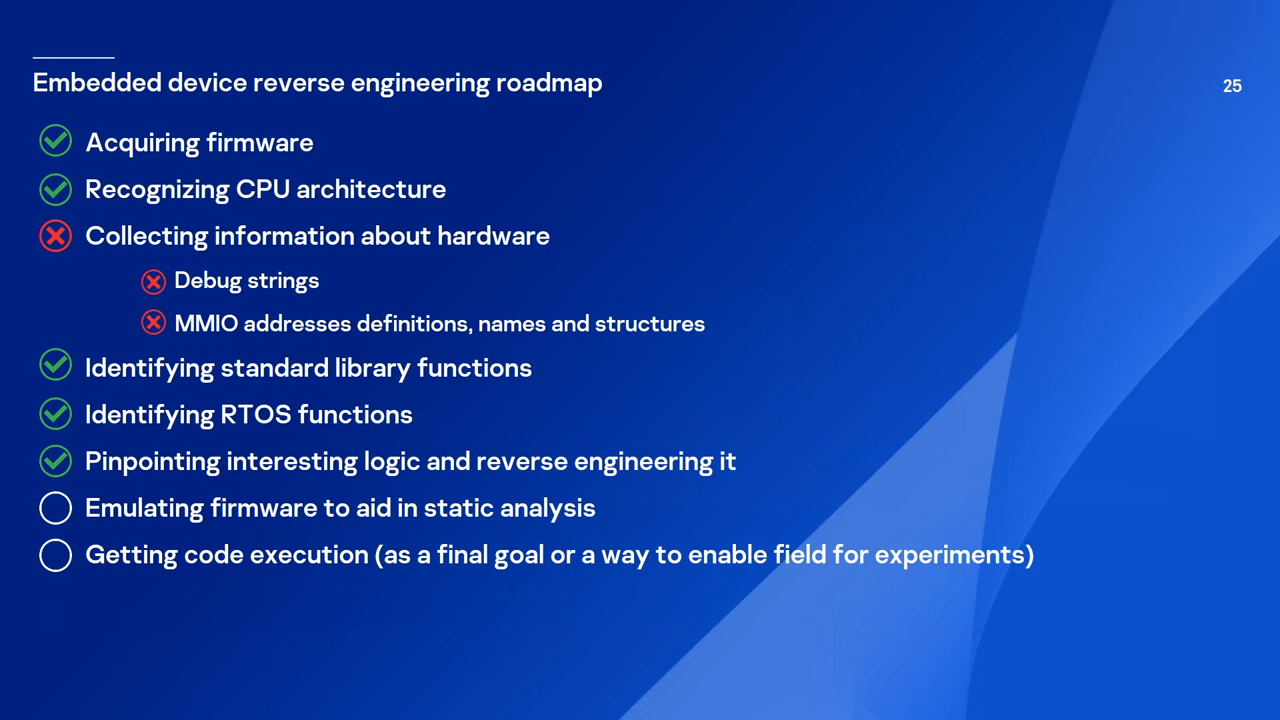 Embedded device reverse engineering roadmap
25
Acquiring firmware
Recognizing CPU architecture
Collecting information about hardware
Debug strings
MMIO addresses definitions, names and structures
Identifying standard library functions
Identifying RTOS functions
Pinpointing interesting logic and reverse engineering it
Emulating firmware to aid in static analysis
Getting code execution (as a final goal or a way to enable field for experiments)